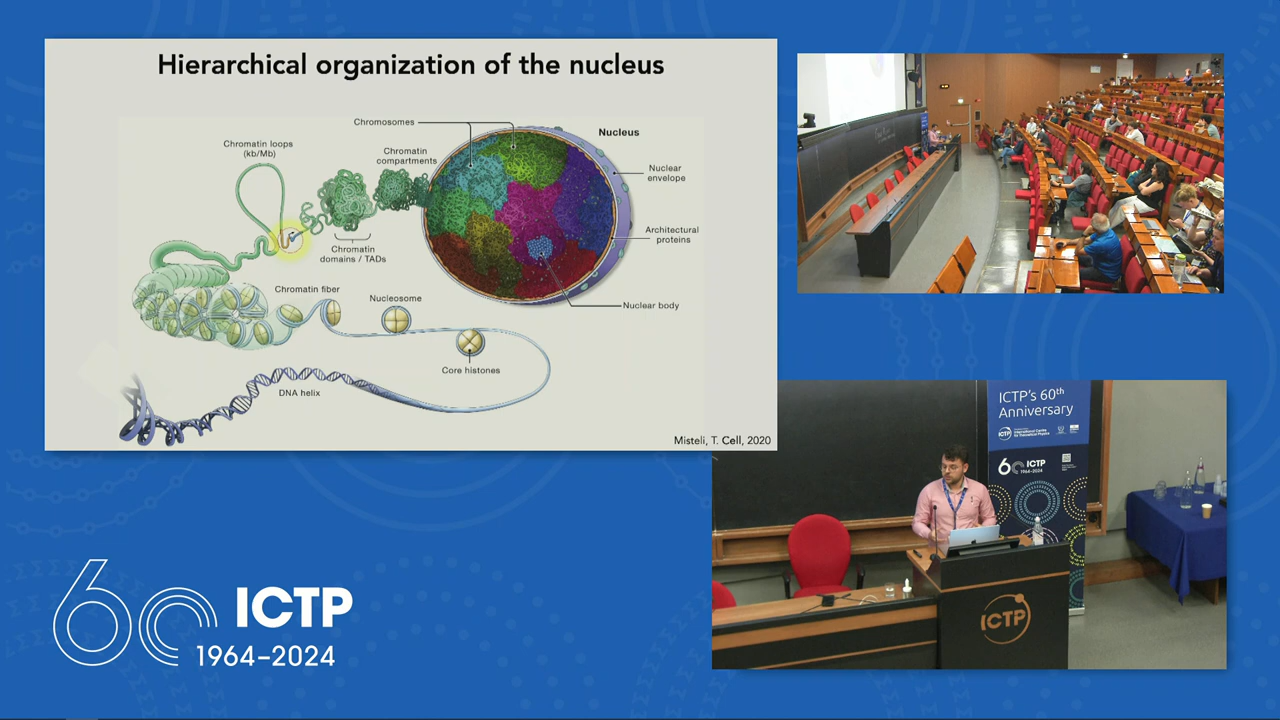 Hierarchical organization of the nucleus
Chromosomes
Nucleus
Chromatin loops
(kb/Mb)
Chromatin
compartments
Nuclear
envelope
Architectural
proteins
Chromatin
domains / TADs
Chromatin fiber
Nucleosome
Nuclear body
Core histones
DNA helix
Misteli, T. Cell, 2020
ICTP's 60th
Anniversary
ICTP
60 ICTP
1964-2024
ICTP
60 ICTP
1964-2024